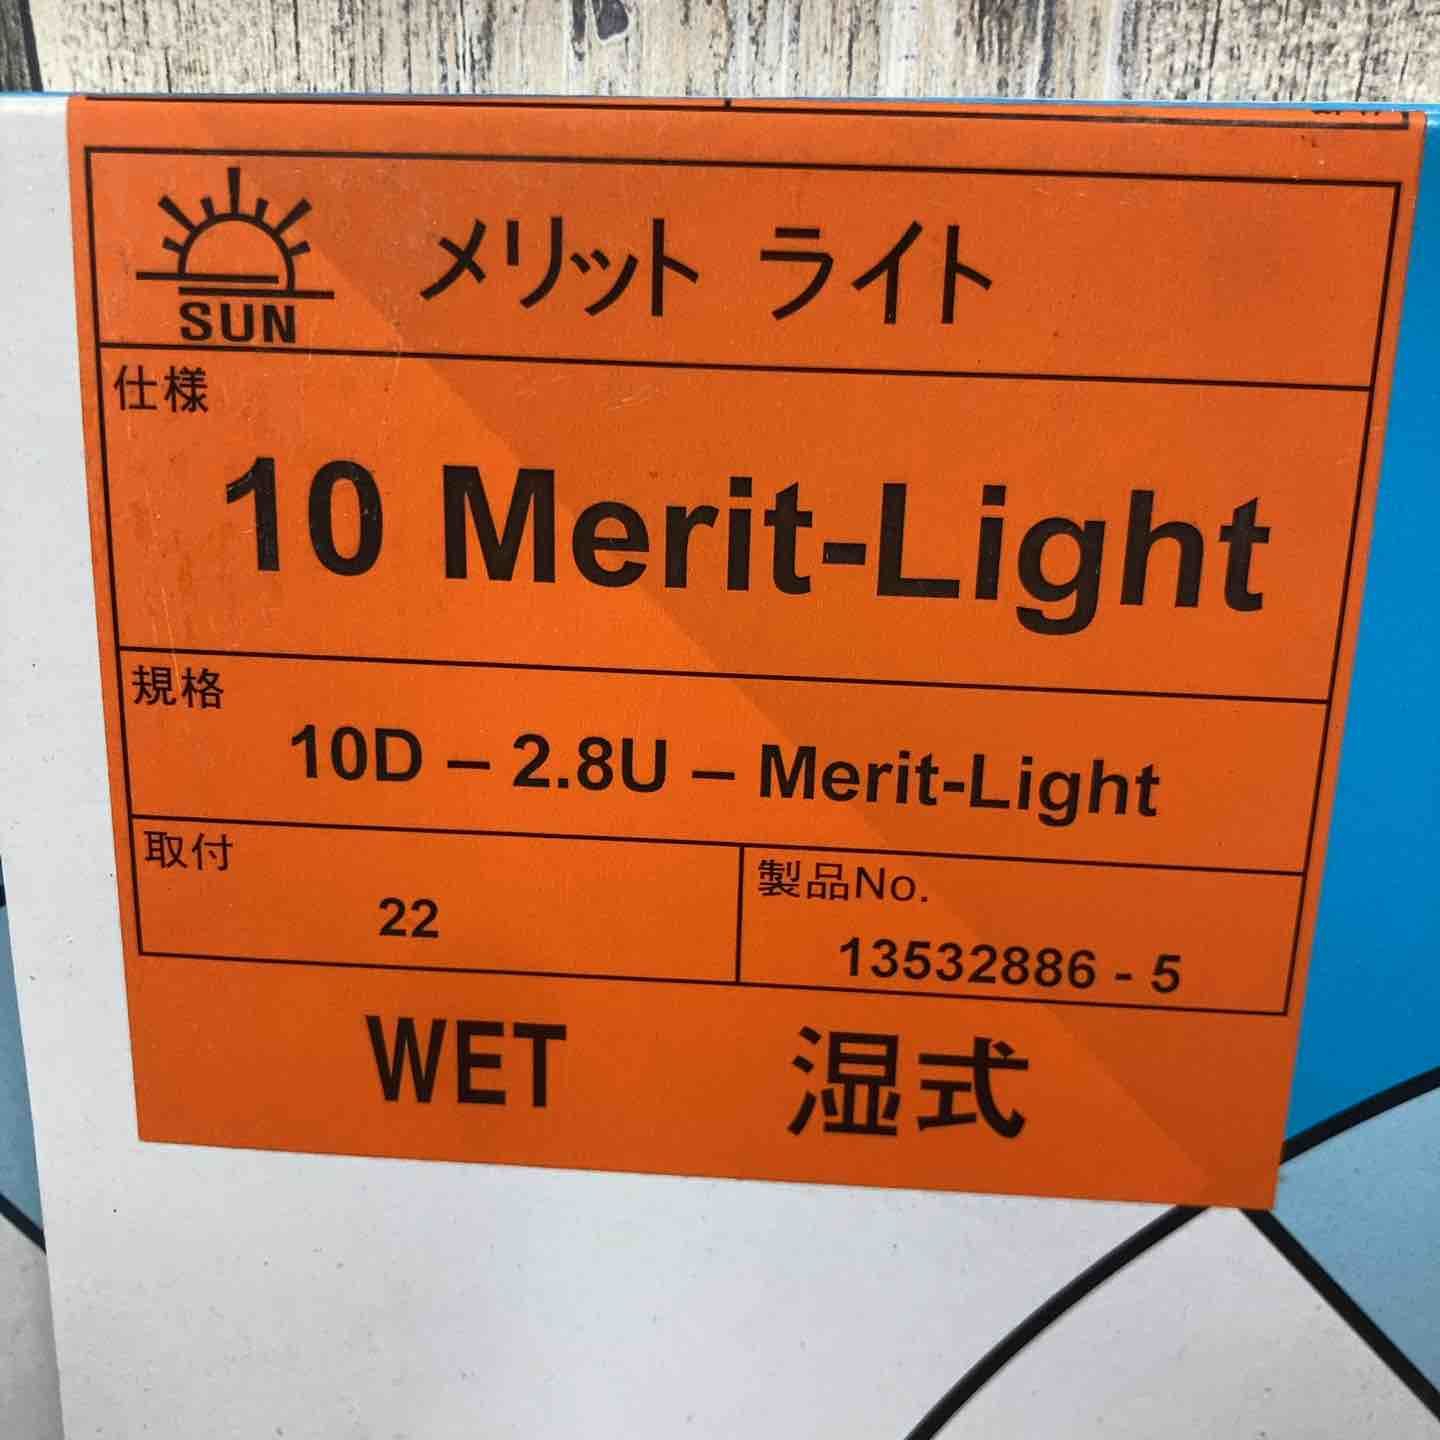 SUN
メリット ライト
仕様
10 Merit-Light
規格
10D – 2.8U – Merit-Light
取付
22
製品No.
13532886 - 5
WET 湿式